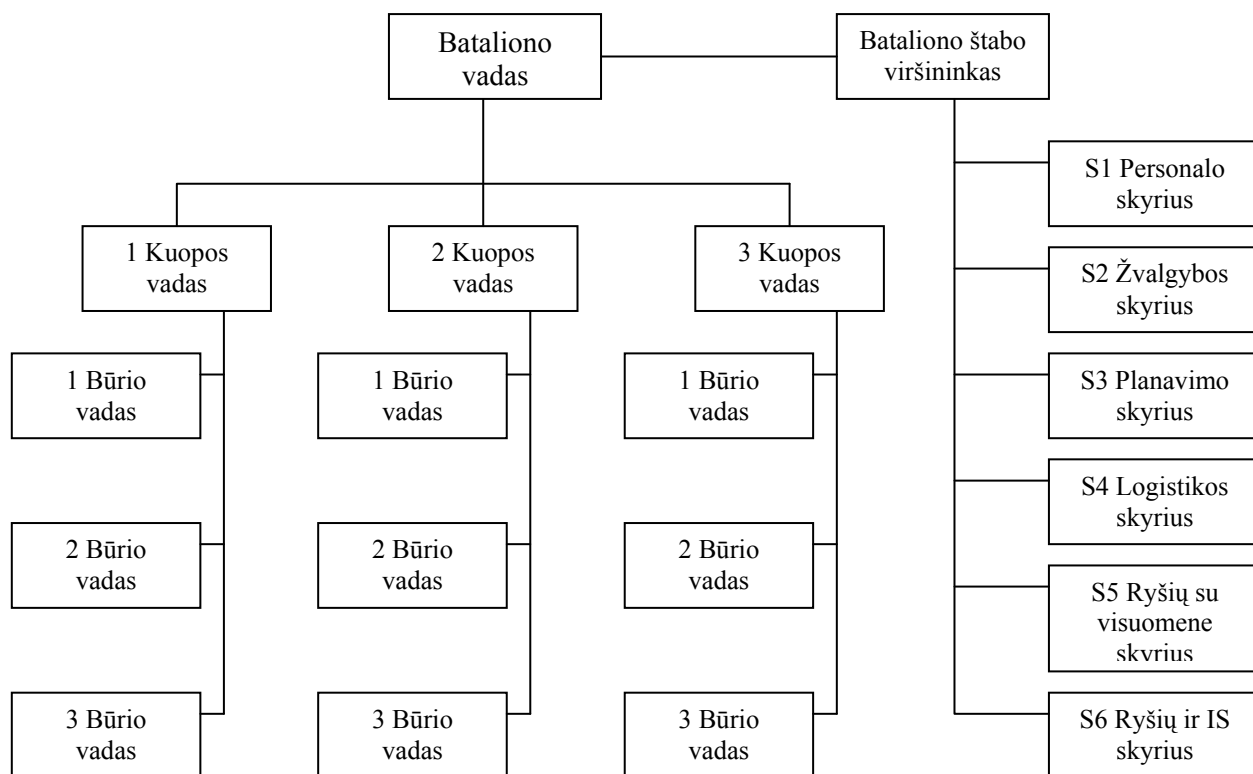 Bataliono
vadas
Bataliono štabo
viršininkas
S1 Personalo
skyrius
S2 Žvalgybos
skyrius
S3 Planavimo
skyrius
S4 Logistikos
skyrius
S5 Ryšių su
visuomene
skyrius
S6 Ryšių ir IS
skyrius
1 Kuopos
vadas
2 Kuopos
vadas
3 Kuopos
vadas
1 Būrio
vadas
2 Būrio
vadas
3 Būrio
vadas
1 Būrio
vadas
2 Būrio
vadas
3 Būrio
vadas
1 Būrio
vadas
2 Būrio
vadas
3 Būrio
vadas